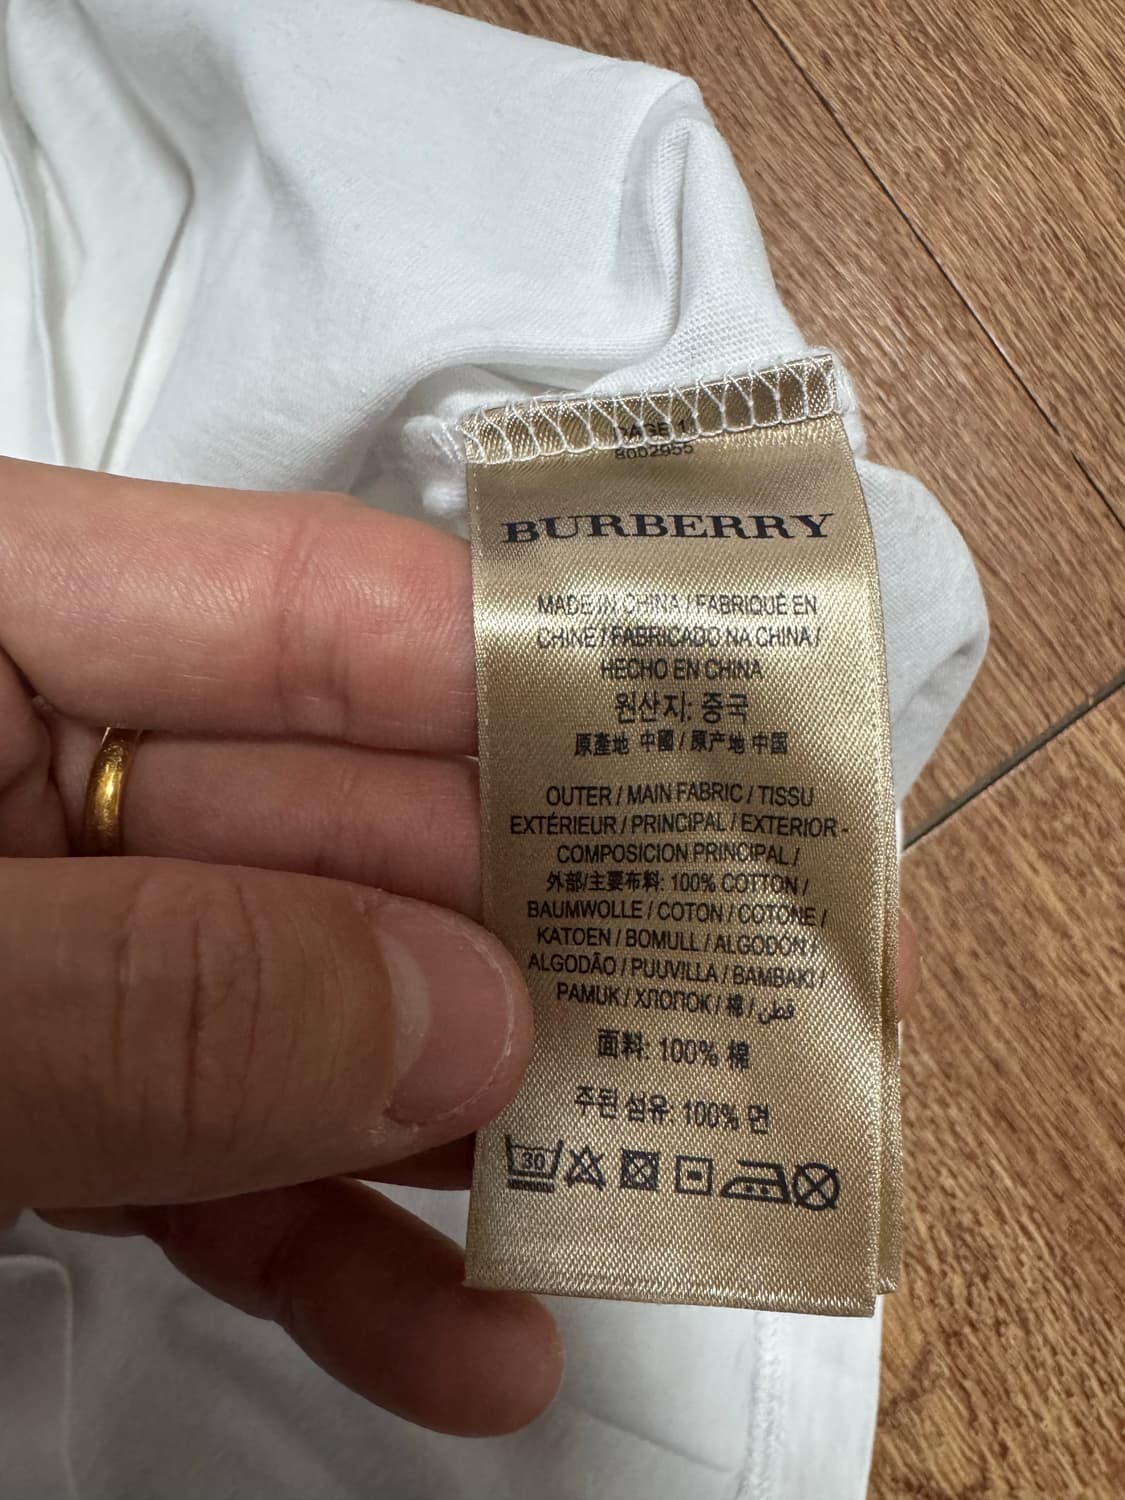 PAGE 1
8002955
BURBERRY
MADE IN CHINA / FABRIQUÉ EN
CHINE / FABRICADO NA CHINA /
HECHO EN CHINA
원산지: 중국
原產地 中國 / 原产地 中国
OUTER / MAIN FABRIC / TISSU
EXTÉRIEUR / PRINCIPAL / EXTERIOR -
COMPOSICION PRINCIPAL /
外部/主要布料: 100% COTTON /
BAUMWOLLE / COTON / COTONE /
KATOEN / BOMULL / ALGODON /
ALGODÃO / PUUVILLA / BAMBAKI /
PAMUK / ХЛОПОК / 棉 / قطن
面料: 100% 棉
주된 섬유: 100% 면
30